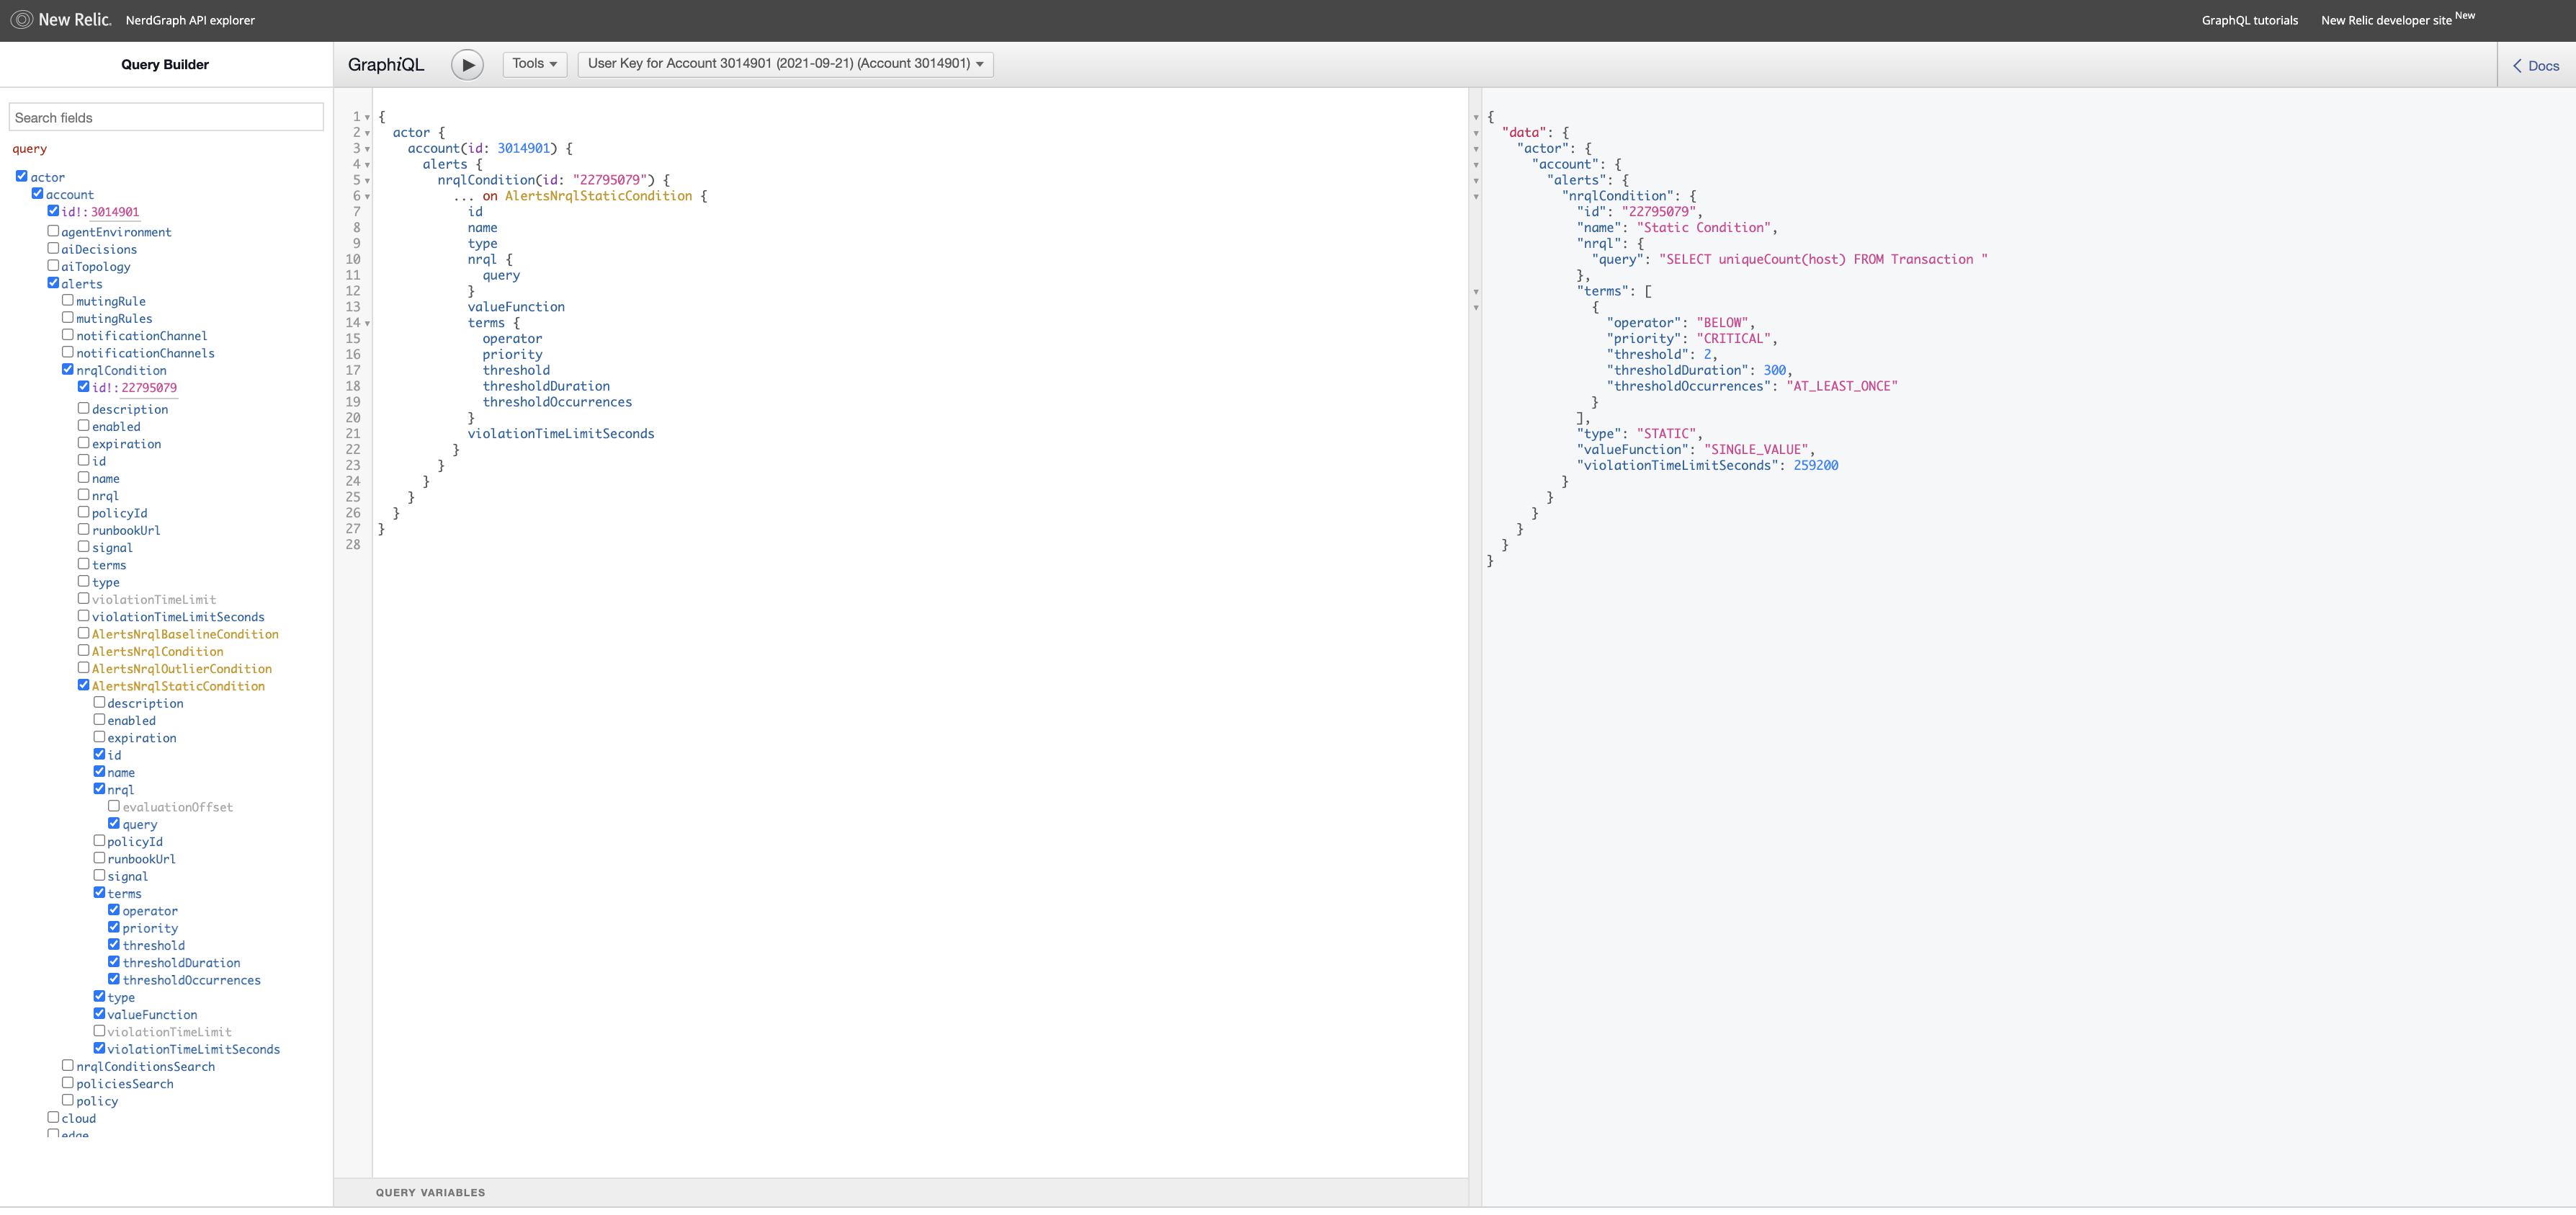 New Relic. NerdGraph API explorer
GraphQL tutorials New Relic developer site New
Query Builder
GraphiQL Tools User Key for Account 3014901 (2021-09-21) (Account 3014901)
Docs
Search fields
query
actor
account
id!: 3014901
agentEnvironment
aiDecisions
aiTopology
alerts
mutingRule
mutingRules
notificationChannel
notificationChannels
nrqlCondition
id!: 22795079
description
enabled
expiration
id
name
nrql
policyId
runbookUrl
signal
terms
type
violationTimeLimit
violationTimeLimitSeconds
AlertsNrqlBaselineCondition
AlertsNrqlCondition
AlertsNrqlOutlierCondition
AlertsNrqlStaticCondition
description
enabled
expiration
id
name
nrql
evaluationOffset
query
policyId
runbookUrl
signal
terms
operator
priority
threshold
thresholdDuration
thresholdOccurrences
type
valueFunction
violationTimeLimit
violationTimeLimitSeconds
nrqlConditionsSearch
policiesSearch
policy
cloud
edge
1 {
2 actor {
3 account(id: 3014901) {
4 alerts {
5 nrqlCondition(id: "22795079") {
6 ... on AlertsNrqlStaticCondition {
7 id
8 name
9 type
10 nrql {
11 query
12 }
13 valueFunction
14 terms {
15 operator
16 priority
17 threshold
18 thresholdDuration
19 thresholdOccurrences
20 }
21 violationTimeLimitSeconds
22 }
23 }
24 }
25 }
26 }
27 }
28
QUERY VARIABLES
{
"data": {
"actor": {
"account": {
"alerts": {
"nrqlCondition": {
"id": "22795079",
"name": "Static Condition",
"nrql": {
"query": "SELECT uniqueCount(host) FROM Transaction "
},
"terms": [
{
"operator": "BELOW",
"priority": "CRITICAL",
"threshold": 2,
"thresholdDuration": 300,
"thresholdOccurrences": "AT_LEAST_ONCE"
}
],
"type": "STATIC",
"valueFunction": "SINGLE_VALUE",
"violationTimeLimitSeconds": 259200
}
}
}
}
}
}